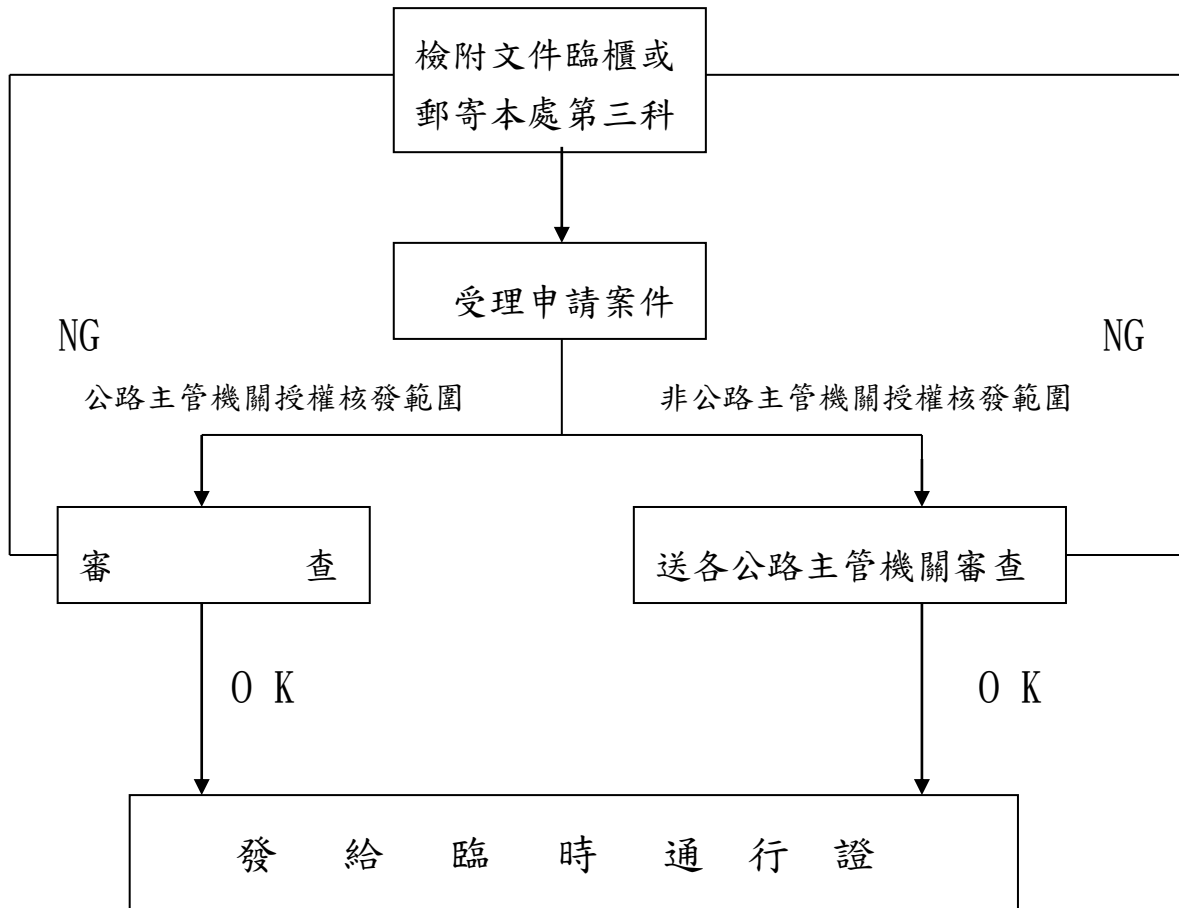 檢附文件臨櫃或
郵寄本處第三科
受理申請案件
NG
NG
公路主管機關授權核發範圍
非公路主管機關授權核發範圍
審 查
送各公路主管機關審查
O K
O K
發 給 臨 時 通 行 證